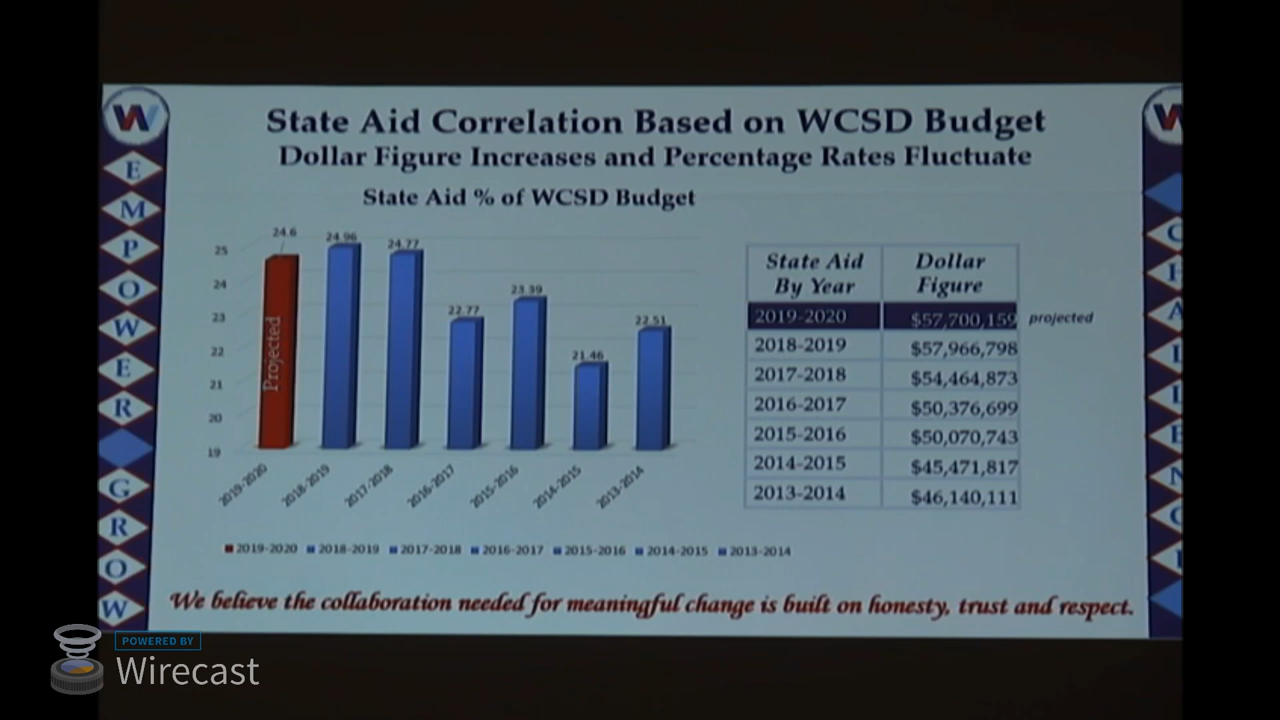 State Aid Correlation Based on WCSD Budget
Dollar Figure Increases and Percentage Rates Fluctuate
State Aid % of WCSD Budget
24.6
24.96
24.77
22.77
23.39
21.46
22.51
25
24
23
22
21
20
19
Projected
2019-2020
2018-2019
2017-2018
2016-2017
2015-2016
2014-2015
2013-2014
2019-2020 2018-2019 2017-2018 2016-2017 2015-2016 2014-2015 2013-2014
State Aid By Year Dollar Figure
2019-2020 $57,700,159 projected
2018-2019 $57,966,798
2017-2018 $54,464,873
2016-2017 $50,376,699
2015-2016 $50,070,743
2014-2015 $45,471,817
2013-2014 $46,140,111
We believe the collaboration needed for meaningful change is built on honesty, trust and respect.
W
EMPOWER
GROW
W
CHALLENGE
POWERED BY
Wirecast